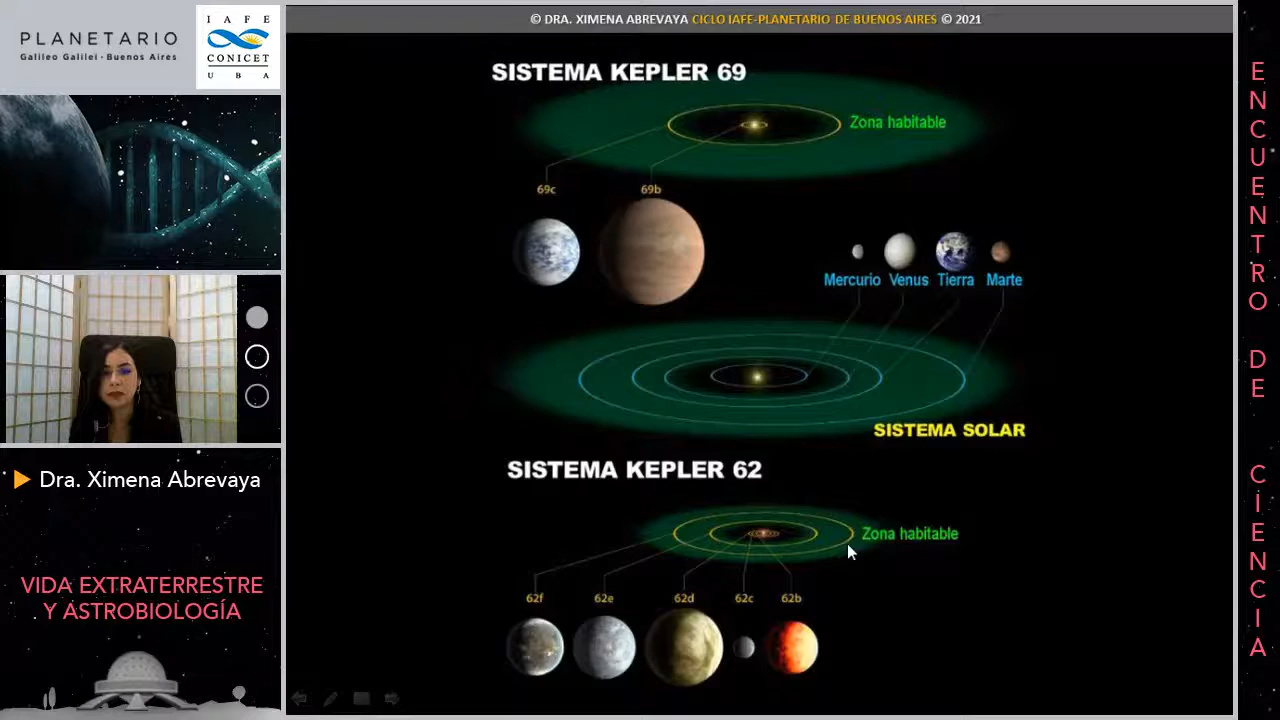 PLANETARIO
Galileo Galilei · Buenos Aires
I A F E
CONICET
U B A
© DRA. XIMENA ABREVAYA CICLO IAFE-PLANETARIO DE BUENOS AIRES © 2021
SISTEMA KEPLER 69
Zona habitable
69c 69b
Mercurio Venus Tierra Marte
SISTEMA SOLAR
SISTEMA KEPLER 62
Zona habitable
62f 62e 62d 62c 62b
Dra. Ximena Abrevaya
VIDA EXTRATERRESTRE
Y ASTROBIOLOGÍA
ENCUENTRO DE CIENCIA